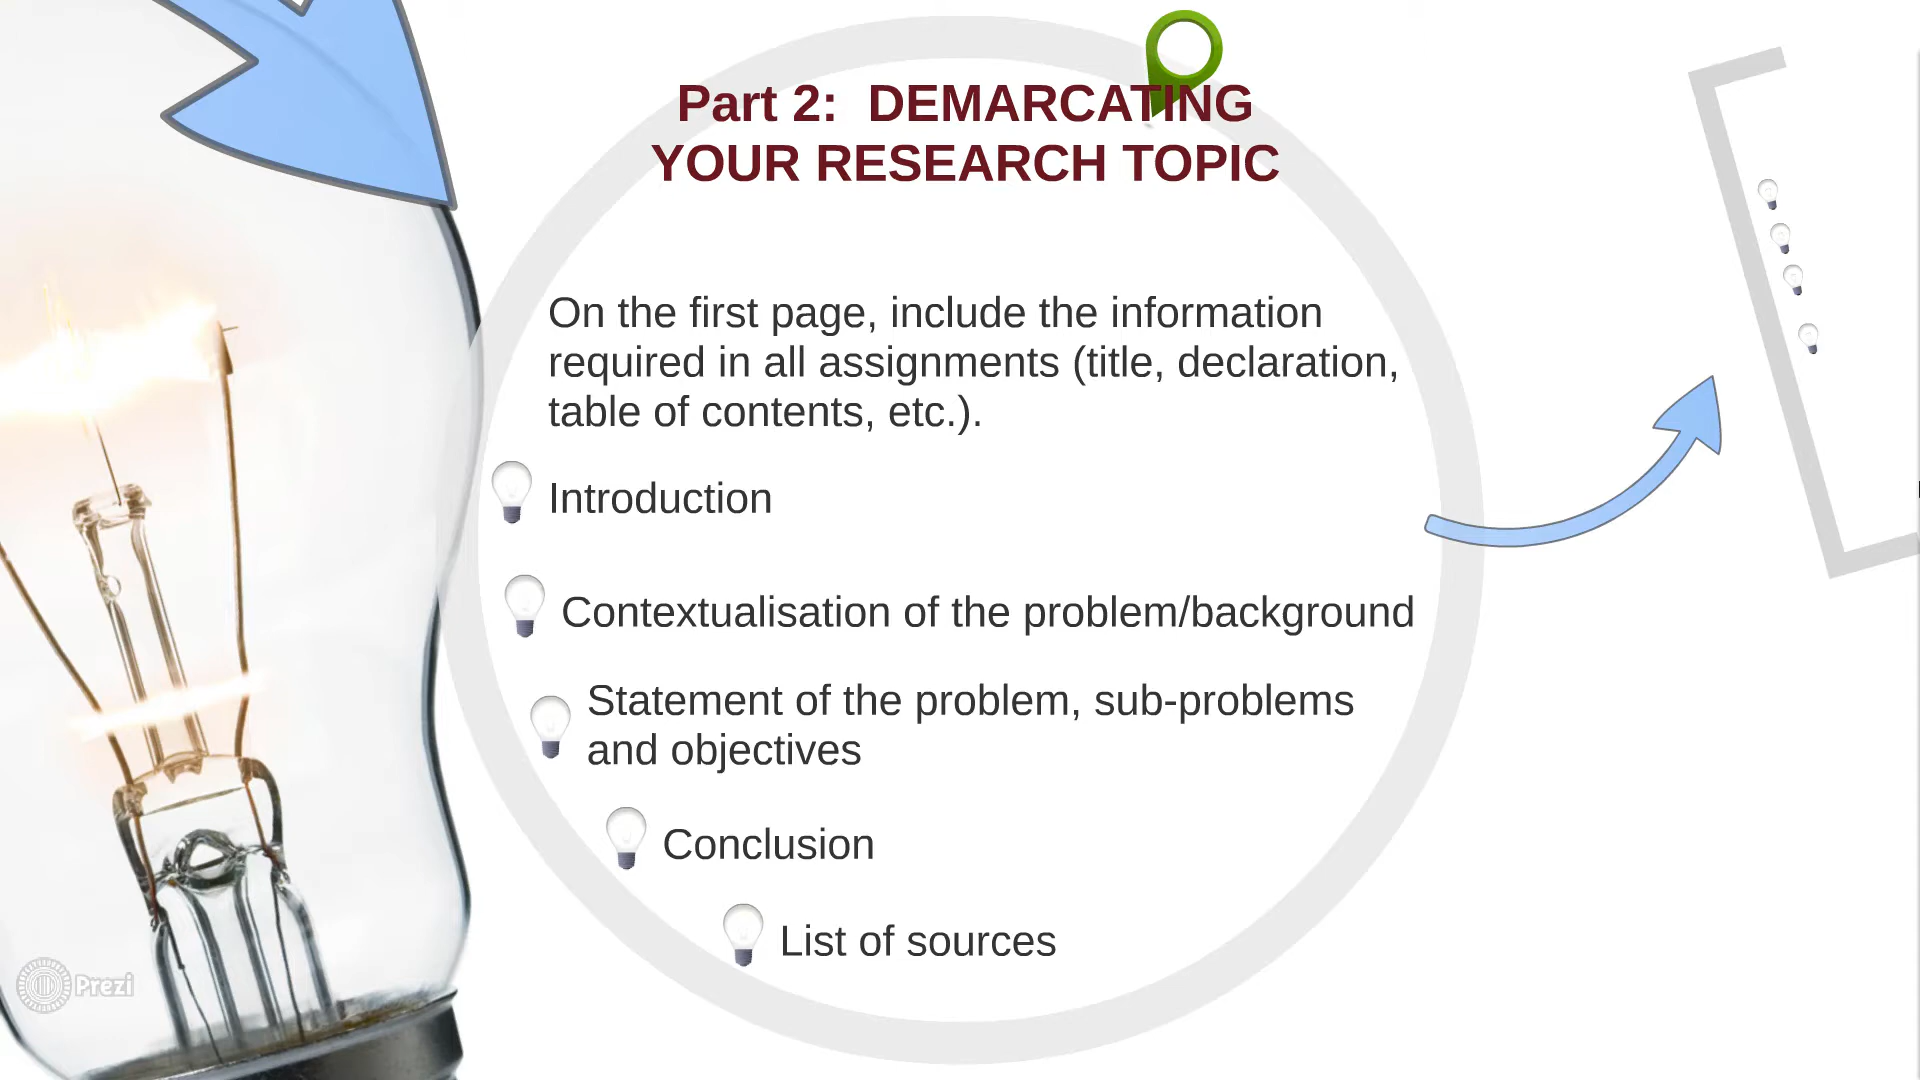 Part 2:  DEMARCATING
YOUR RESEARCH TOPIC
On the first page, include the information
required in all assignments (title, declaration,
table of contents, etc.).
Introduction
Contextualisation of the problem/background
Statement of the problem, sub-problems
and objectives
Conclusion
List of sources
Prezi